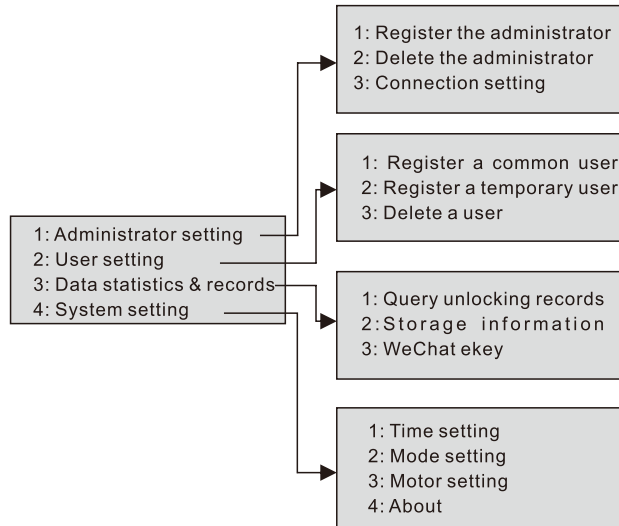 1: Register the administrator
2: Delete the administrator
3: Connection setting
1: Register a common user
2: Register a temporary user
3: Delete a user
1: Administrator setting
2: User setting
3: Data statistics & records
4: System setting
1: Query unlocking records
2: Storage information
3: WeChat ekey
1: Time setting
2: Mode setting
3: Motor setting
4: About